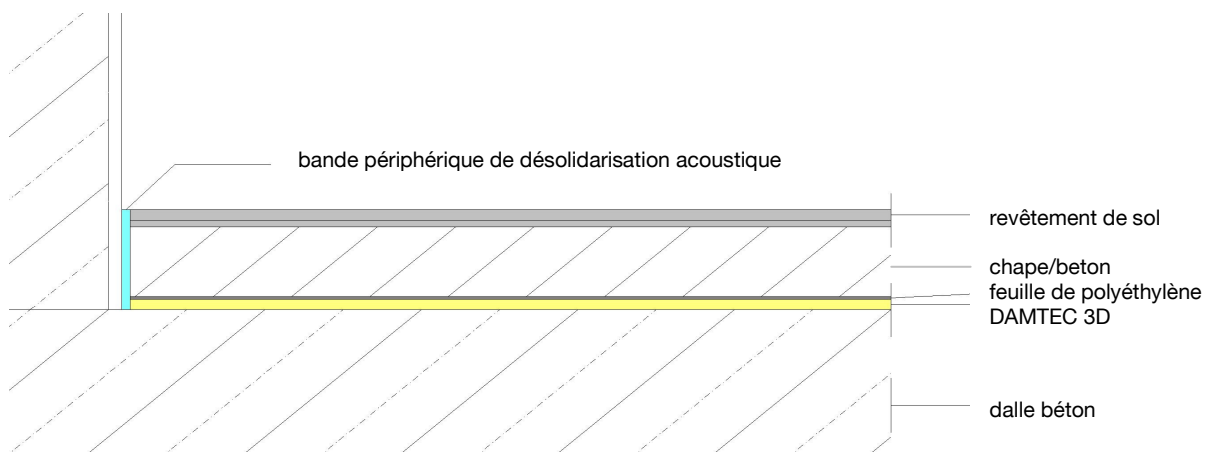 bande périphérique de désolidarisation acoustique
revêtement de sol
chape/beton
feuille de polyéthylène
DAMTEC 3D
dalle béton